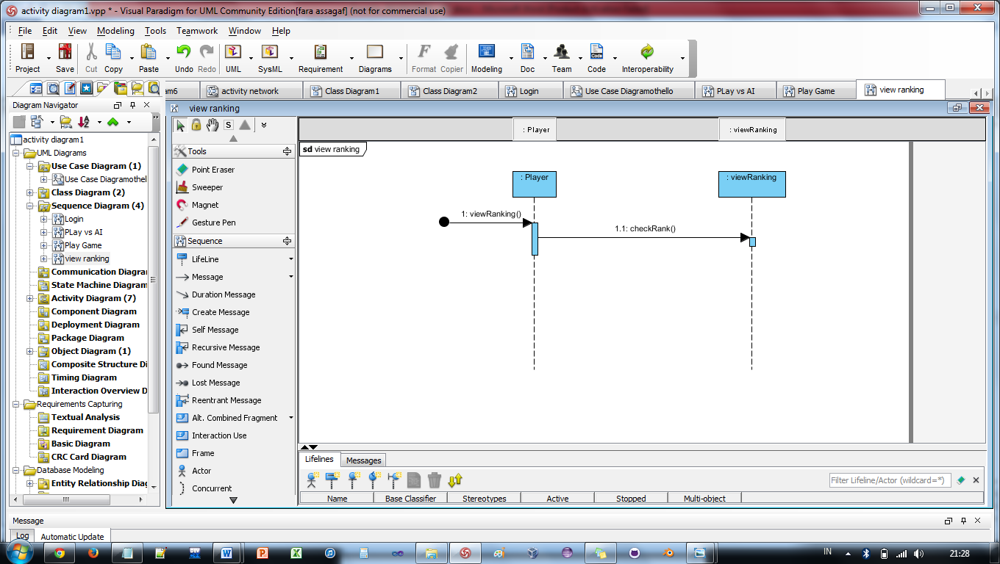 activity diagram1.vpp * - Visual Paradigm for UML Community Edition[fara assagaf] (not for commercial use)
File Edit View Modeling Tools Teamwork Window Help
Project Save Cut Copy Paste Undo Redo UML SysML Requirement Diagrams Format Copier Modeling Doc Team Code Interoperability
am6 activity network Class Diagram1 Class Diagram2 Login Use Case Diagramothello PLay vs AI Play Game view ranking
Diagram Navigator
view ranking
activity diagram1
UML Diagrams
Use Case Diagram (1)
Use Case Diagramothel
Class Diagram (2)
Sequence Diagram (4)
Login
PLay vs AI
Play Game
view ranking
Communication Diagra
State Machine Diagram
Activity Diagram (7)
Component Diagram
Deployment Diagram
Package Diagram
Object Diagram (1)
Composite Structure Di
Timing Diagram
Interaction Overview D
Requirements Capturing
Textual Analysis
Requirement Diagram
Basic Diagram
CRC Card Diagram
Database Modeling
Entity Relationship Diag
S
Tools
Point Eraser
Sweeper
Magnet
Gesture Pen
Sequence
LifeLine
Message
Duration Message
Create Message
Self Message
Recursive Message
Found Message
Lost Message
Reentrant Message
Alt. Combined Fragment
Interaction Use
Frame
Actor
Concurrent
: Player : viewRanking
sd view ranking
: Player : viewRanking
1: viewRanking()
1.1: checkRank()
Lifelines Messages
Filter Lifeline/Actor (wildcard=*)
Name Base Classifier Stereotypes Active Stopped Multi-object
Message
Log Automatic Update
IN 21:28